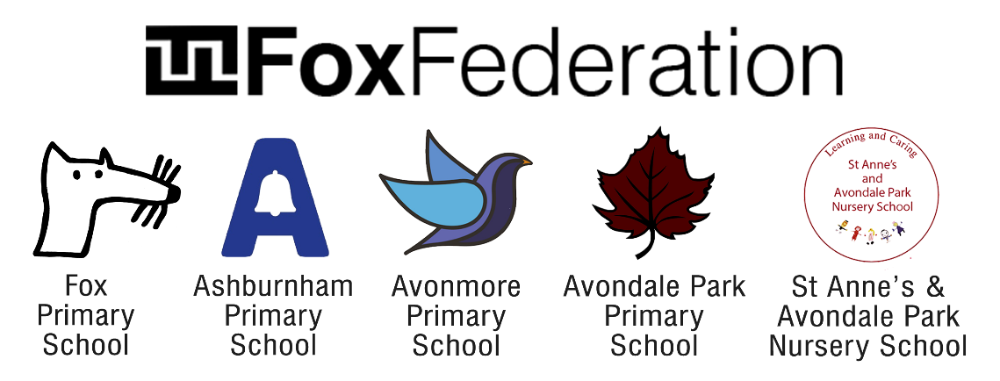 FoxFederation
Learning and Caring
St Anne's
and
Avondale Park
Nursery School
Fox
Primary
School
Ashburnham
Primary
School
Avonmore
Primary
School
Avondale Park
Primary
School
St Anne's &
Avondale Park
Nursery School